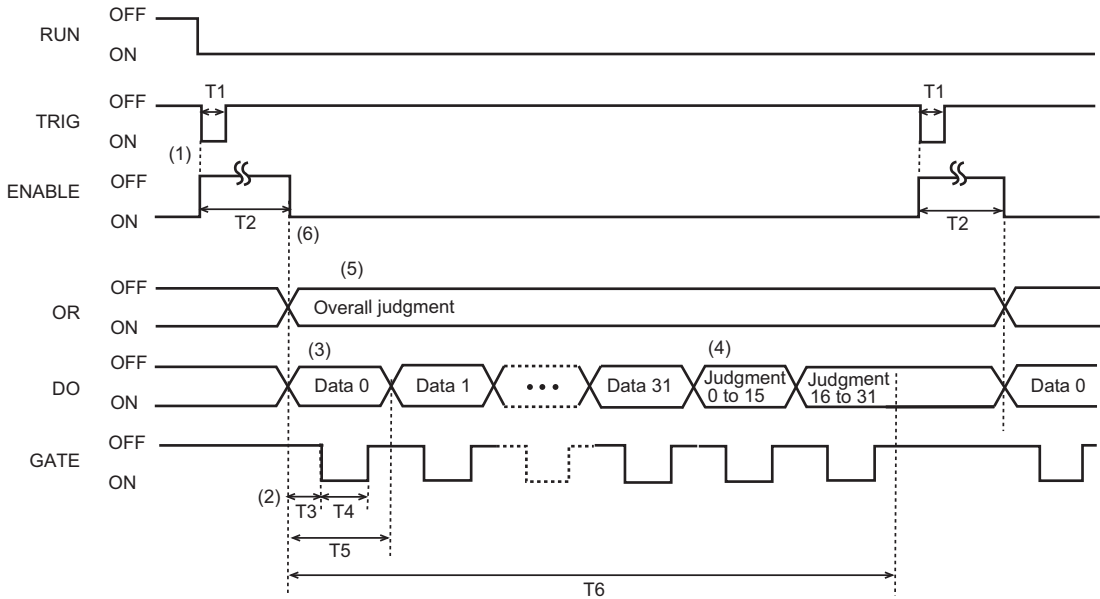 OFF
RUN
ON
OFF
T1
T1
TRIG
ON
(1)
OFF
ENABLE
ON
T2
T2
(6)
(5)
OFF
OR
Overall judgment
ON
(3)
(4)
OFF
DO
Data 0
Data 1
•••
Data 31
Judgment
0 to 15
Judgment
16 to 31
Data 0
ON
OFF
GATE
ON
(2)
T3
T4
T5
T6